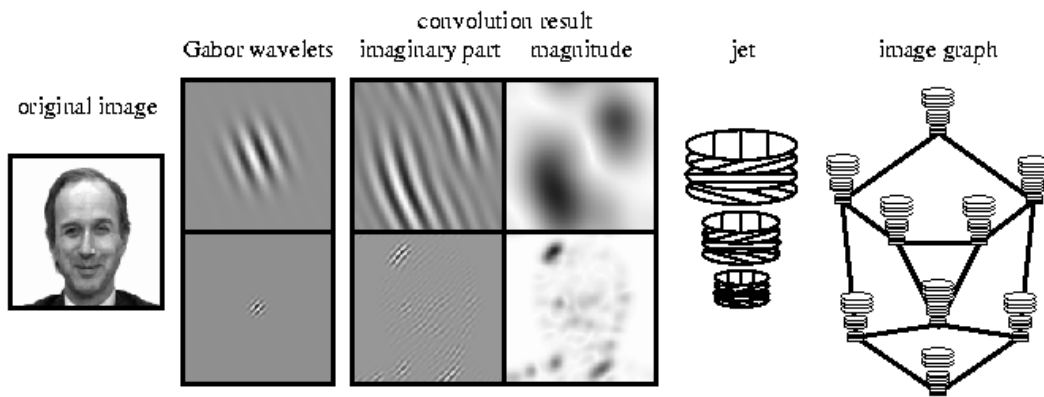 convolution result
Gabor wavelets imaginary part magnitude jet image graph
original image